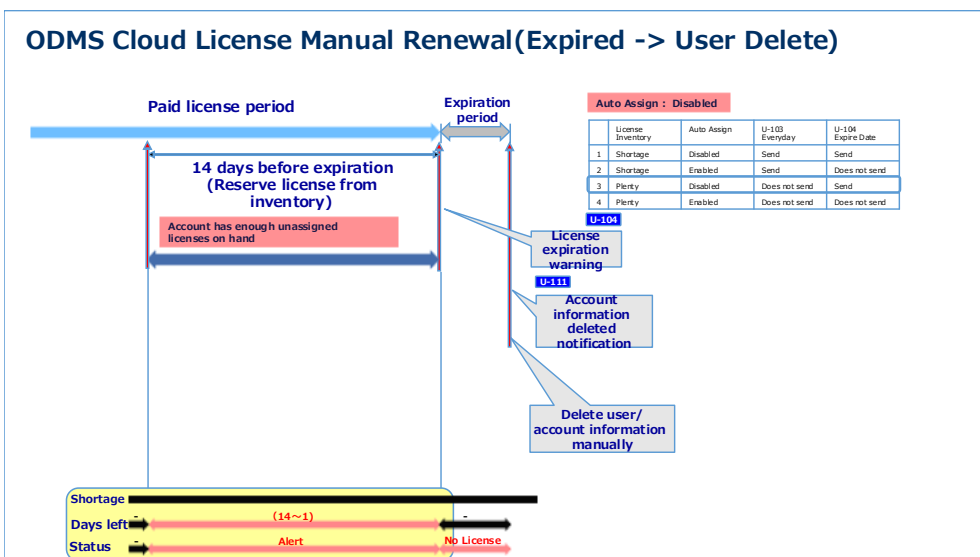 ODMS Cloud License Manual Renewal(Expired -> User Delete)
Paid license period
Expiration
period
14 days before expiration
(Reserve license from
inventory)
Account has enough unassigned
licenses on hand
Auto Assign : Disabled
License Inventory Auto Assign U-103 Everyday U-104 Expire Date
1 Shortage Disabled Send Send
2 Shortage Enabled Send Does not send
3 Plenty Disabled Does not send Send
4 Plenty Enabled Does not send Does not send
U-104
License
expiration
warning
U-111
Account
information
deleted
notification
Delete user/
account information
manually
Shortage
Days left - (14~1) -
Status - Alert No License